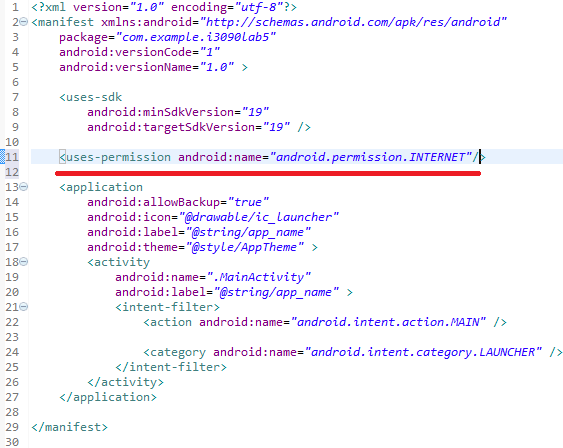 1 <?xml version="1.0" encoding="utf-8"?>
2 <manifest xmlns:android="http://schemas.android.com/apk/res/android"
3     package="com.example.i3090lab5"
4     android:versionCode="1"
5     android:versionName="1.0" >
6
7     <uses-sdk
8         android:minSdkVersion="19"
9         android:targetSdkVersion="19" />
10
11     <uses-permission android:name="android.permission.INTERNET"/>
12
13     <application
14         android:allowBackup="true"
15         android:icon="@drawable/ic_launcher"
16         android:label="@string/app_name"
17         android:theme="@style/AppTheme" >
18         <activity
19             android:name=".MainActivity"
20             android:label="@string/app_name" >
21             <intent-filter>
22                 <action android:name="android.intent.action.MAIN" />
23
24                 <category android:name="android.intent.category.LAUNCHER" />
25             </intent-filter>
26         </activity>
27     </application>
28
29 </manifest>
30